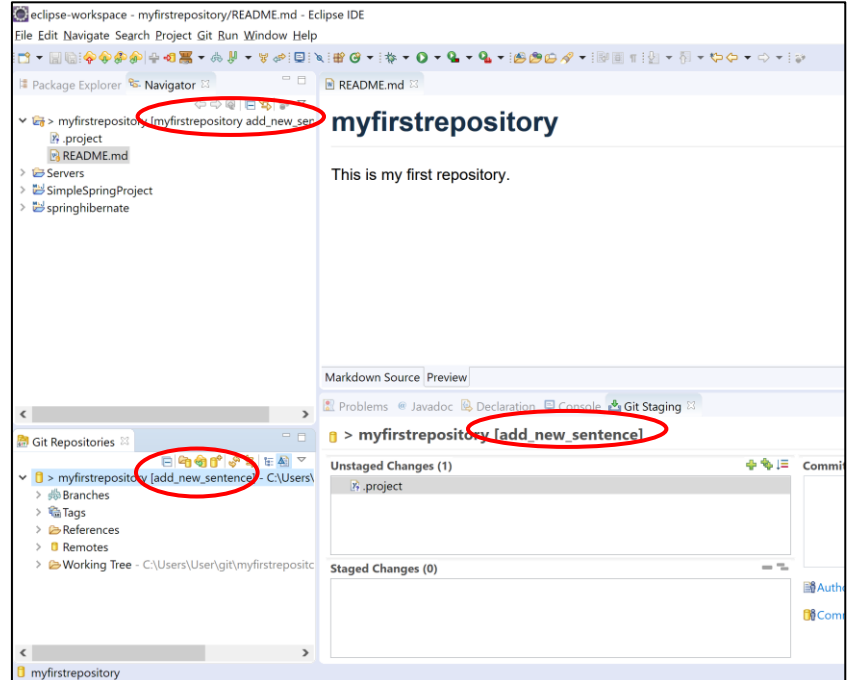 eclipse-workspace - myfirstrepository/README.md - Eclipse IDE
File Edit Navigate Search Project Git Run Window Help
Package Explorer Navigator
> myfirstrepository [myfirstrepository add_new_sen
.project
README.md
Servers
SimpleSpringProject
springhibernate
README.md
myfirstrepository
This is my first repository.
Markdown Source Preview
Problems Javadoc Declaration Console Git Staging
> myfirstrepository [add_new_sentence]
Unstaged Changes (1)
.project
Staged Changes (0)
Commit
Autho
Comm
Git Repositories
> myfirstrepository [add_new_sentence] - C:\Users\
Branches
Tags
References
Remotes
Working Tree - C:\Users\User\git\myfirstreposito
myfirstrepository